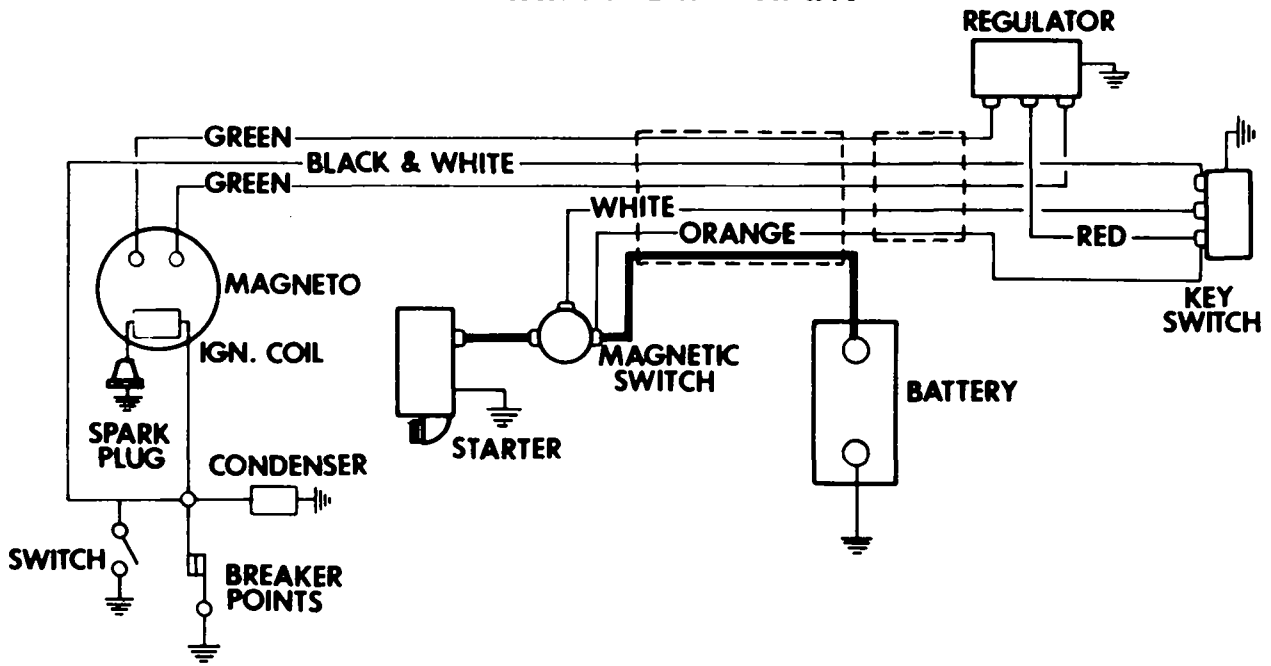 REGULATOR
GREEN
BLACK & WHITE
GREEN
WHITE
ORANGE
RED
MAGNETO
KEY
SWITCH
IGN. COIL
MAGNETIC
SWITCH
BATTERY
SPARK
PLUG
STARTER
CONDENSER
SWITCH
BREAKER
POINTS